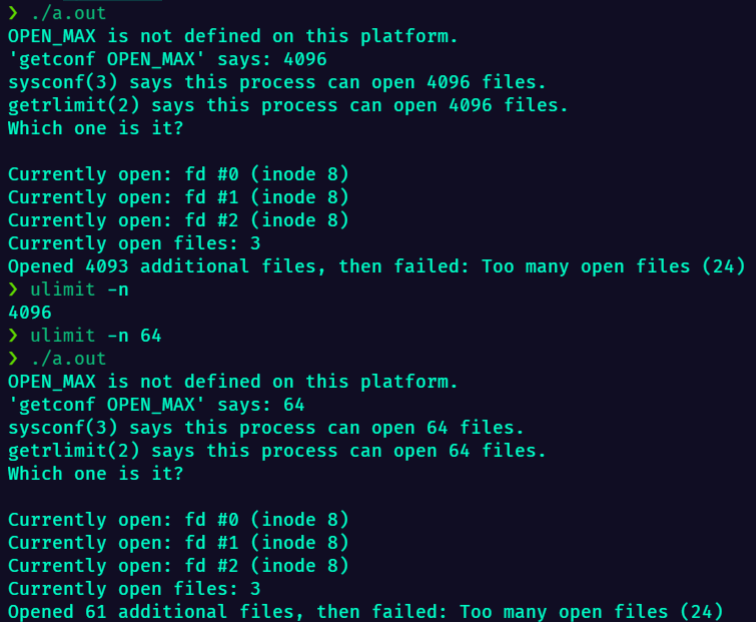 ❯ ./a.out
OPEN_MAX is not defined on this platform.
'getconf OPEN_MAX' says: 4096
sysconf(3) says this process can open 4096 files.
getrlimit(2) says this process can open 4096 files.
Which one is it?

Currently open: fd #0 (inode 8)
Currently open: fd #1 (inode 8)
Currently open: fd #2 (inode 8)
Currently open files: 3
Opened 4093 additional files, then failed: Too many open files (24)
❯ ulimit -n
4096
❯ ulimit -n 64
❯ ./a.out
OPEN_MAX is not defined on this platform.
'getconf OPEN_MAX' says: 64
sysconf(3) says this process can open 64 files.
getrlimit(2) says this process can open 64 files.
Which one is it?

Currently open: fd #0 (inode 8)
Currently open: fd #1 (inode 8)
Currently open: fd #2 (inode 8)
Currently open files: 3
Opened 61 additional files, then failed: Too many open files (24)